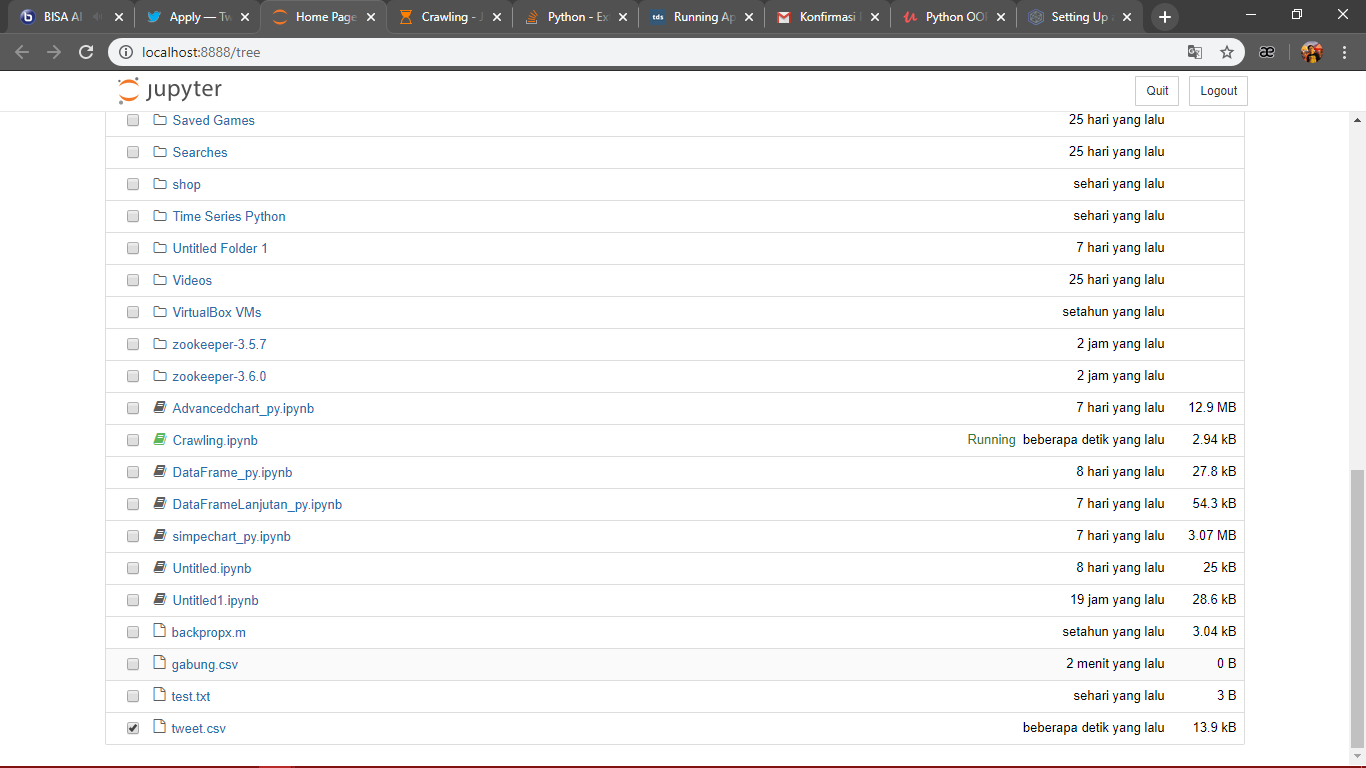 BISA AI
Apply — Tw
Home Page
Crawling - J
Python - Ex
Running Ap
Konfirmasi
Python OOI
Setting Up
localhost:8888/tree
jupyter
Quit
Logout
Saved Games 25 hari yang lalu
Searches 25 hari yang lalu
shop sehari yang lalu
Time Series Python sehari yang lalu
Untitled Folder 1 7 hari yang lalu
Videos 25 hari yang lalu
VirtualBox VMs setahun yang lalu
zookeeper-3.5.7 2 jam yang lalu
zookeeper-3.6.0 2 jam yang lalu
Advancedchart_py.ipynb 7 hari yang lalu 12.9 MB
Crawling.ipynb Running beberapa detik yang lalu 2.94 kB
DataFrame_py.ipynb 8 hari yang lalu 27.8 kB
DataFrameLanjutan_py.ipynb 7 hari yang lalu 54.3 kB
simpechart_py.ipynb 7 hari yang lalu 3.07 MB
Untitled.ipynb 8 hari yang lalu 25 kB
Untitled1.ipynb 19 jam yang lalu 28.6 kB
backpropx.m setahun yang lalu 3.04 kB
gabung.csv 2 menit yang lalu 0 B
test.txt sehari yang lalu 3 B
tweet.csv beberapa detik yang lalu 13.9 kB